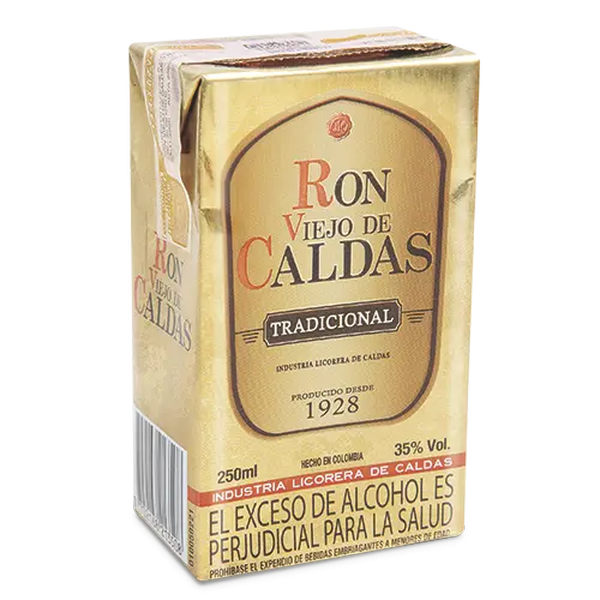 RON
VIEJO DE
CALDAS
TRADICIONAL
INDUSTRIA LICORERA DE CALDAS
PRODUCIDO DESDE
1928
250ml
HECHO EN COLOMBIA
35% Vol.
INDUSTRIA LICORERA DE CALDAS
EL EXCESO DE ALCOHOL ES
PERJUDICIAL PARA LA SALUD
PROHÍBASE EL EXPENDIO DE BEBIDAS EMBRIAGANTES A MENORES DE EDAD
RON
VIEJO DE
CALDAS